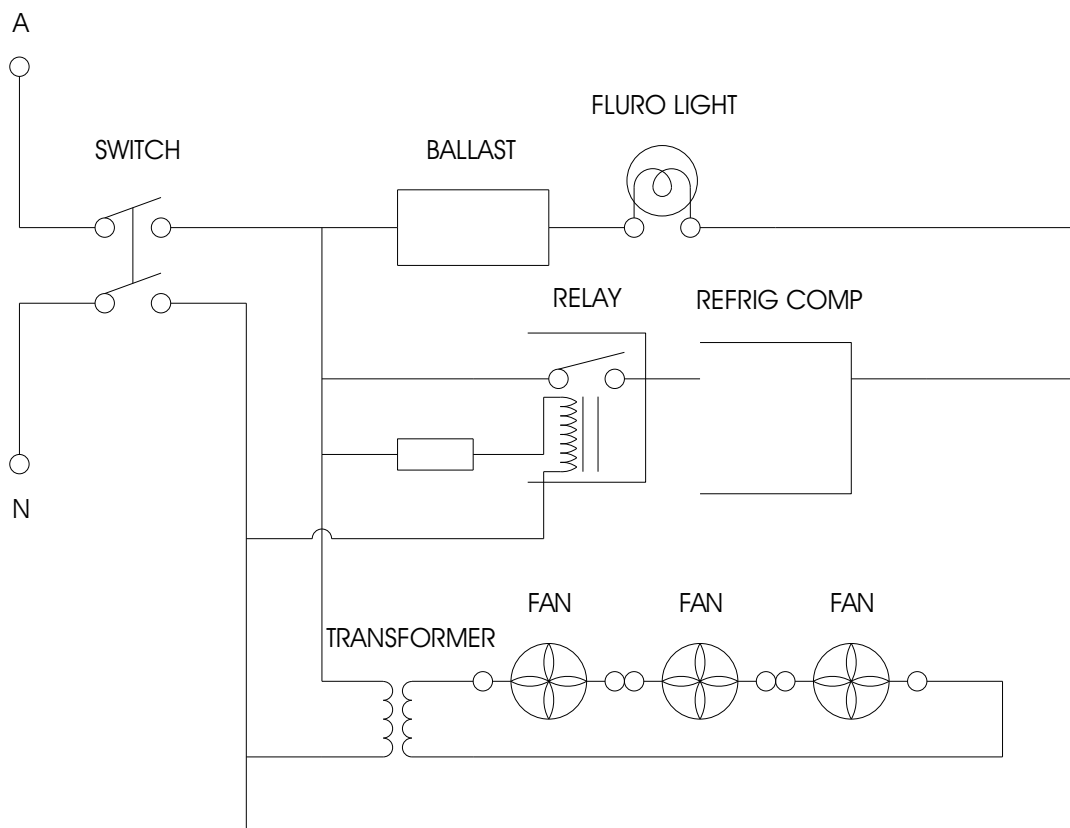 A
FLURO LIGHT
SWITCH
BALLAST
RELAY
REFRIG COMP
N
FAN
FAN
FAN
TRANSFORMER